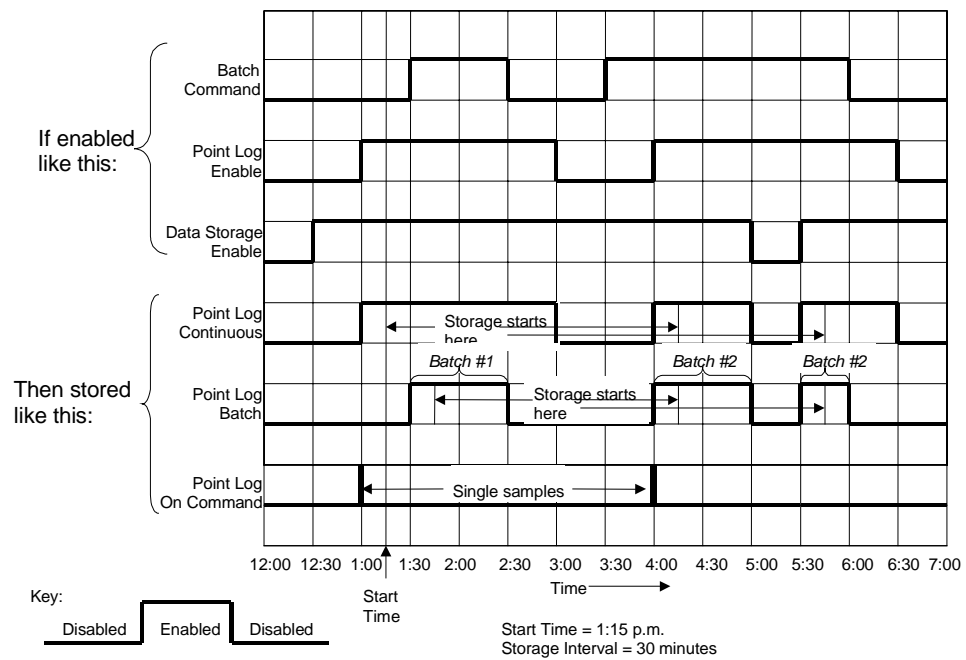 Batch
Command
If enabled
like this:
Point Log
Enable
Data Storage
Enable
Point Log
Continuous
Storage starts
here
Batch #1
Batch #2
Batch #2
Then stored
like this:
Point Log
Batch
Storage starts
here
Point Log
On Command
Single samples
12:00 12:30 1:00 1:30 2:00 2:30 3:00 3:30 4:00 4:30 5:00 5:30 6:00 6:30 7:00
Start
Time
Time
Key:
Disabled Enabled Disabled
Start Time = 1:15 p.m.
Storage Interval = 30 minutes